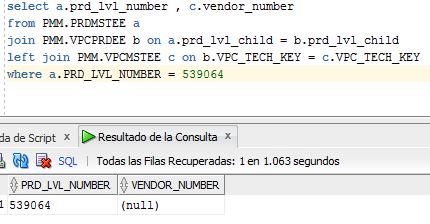 select a.prd_lvl_number , c.vendor_number
from PMM.PRDMSTEE a
join PMM.VPCPRDEE b on a.prd_lvl_child = b.prd_lvl_child
left join PMM.VPCMSTEE c on b.VPC_TECH_KEY = c.VPC_TECH_KEY
where a.PRD_LVL_NUMBER = 539064
da de Script x Resultado de la Consulta x
SQL | Todas las Filas Recuperadas: 1 en 1.063 segundos
PRD_LVL_NUMBER VENDOR_NUMBER
1 539064 (null)